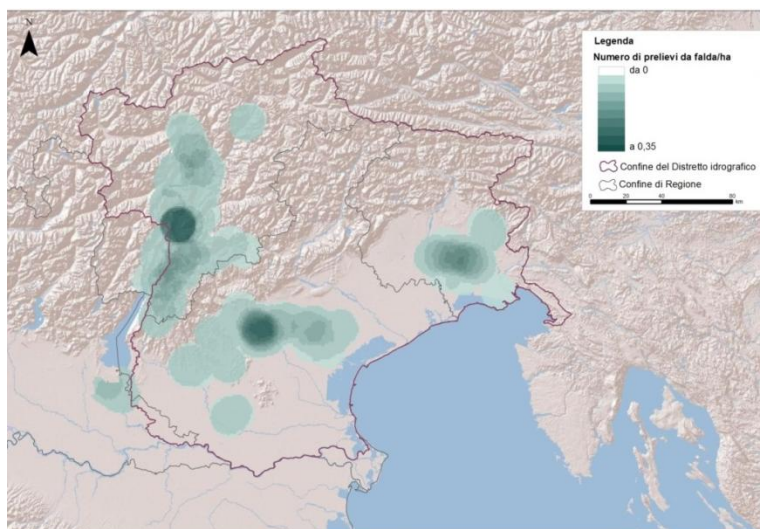 N
Legenda
Numero di prelievi da falda/ha
da 0
a 0,35
Confine del Distretto idrografico
Confine di Regione
0 20 40 80
km